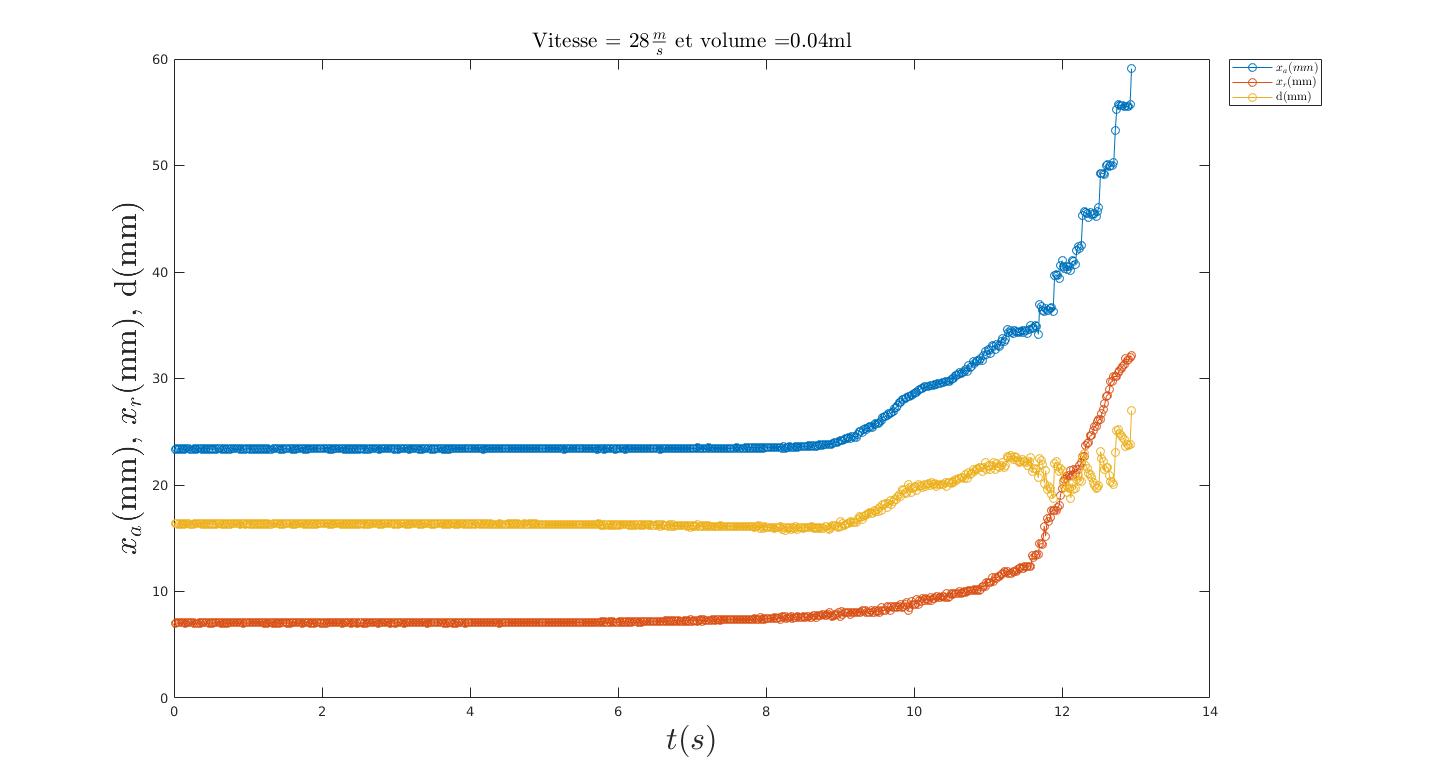 Vitesse = 28 m/s et volume =0.04ml
x_a(mm)
x_r(mm)
d(mm)
60
50
40
30
20
10
0
x_a(mm), x_r(mm), d(mm)
0 2 4 6 8 10 12 14
t(s)